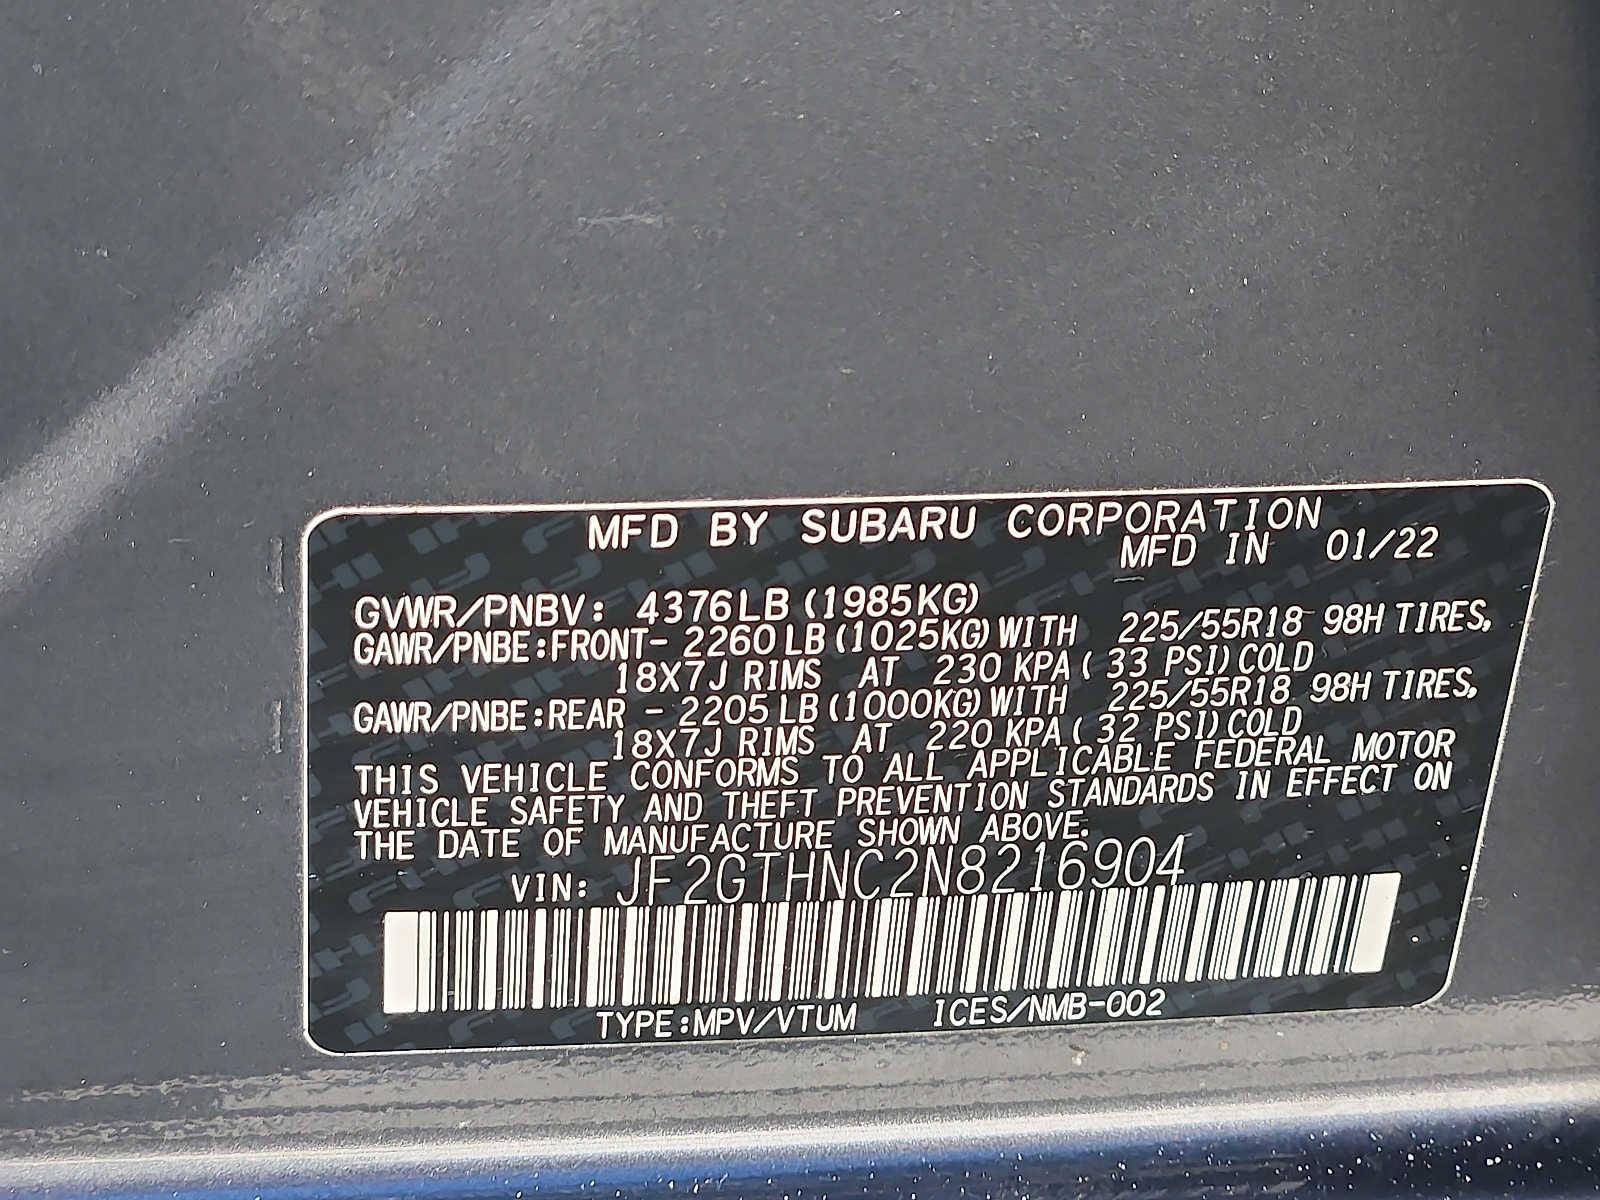 MFD BY SUBARU CORPORATION
MFD IN 01/22
GVWR/PNBV: 4376LB (1985KG)
GAWR/PNBE:FRONT- 2260 LB (1025KG) WITH 225/55R18 98H TIRES,
18X7J RIMS AT 230 KPA ( 33 PSI) COLD
GAWR/PNBE:REAR - 2205 LB (1000KG) WITH 225/55R18 98H TIRES,
18X7J RIMS AT 220 KPA ( 32 PSI) COLD
THIS VEHICLE CONFORMS TO ALL APPLICABLE FEDERAL MOTOR
VEHICLE SAFETY AND THEFT PREVENTION STANDARDS IN EFFECT ON
THE DATE OF MANUFACTURE SHOWN ABOVE.
VIN: JF2GTHNC2N8216904
TYPE:MPV/VTUM ICES/NMB-002